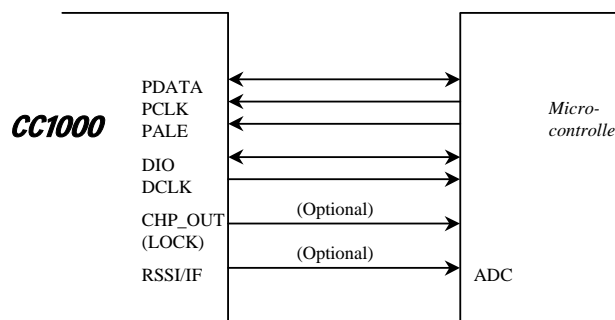 PDATA
PCLK
PALE
CC1000
DIO
DCLK
CHP_OUT
(LOCK)
RSSI/IF
(Optional)
(Optional)
Micro-
controlle
ADC